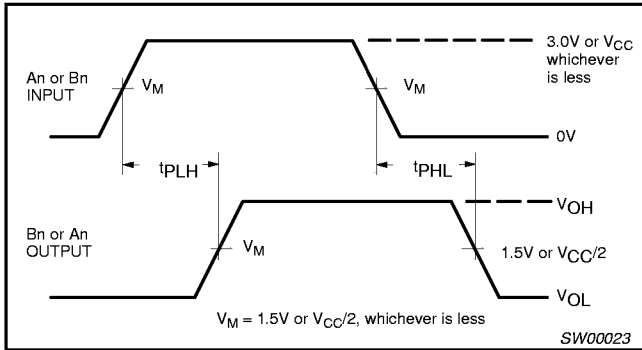 3.0V or VCC
whichever
is less
An or Bn
INPUT
VM
VM
0V
tPLH
tPHL
VOH
Bn or An
OUTPUT
VM
1.5V or VCC/2
VOL
VM = 1.5V or VCC/2, whichever is less
SW00023